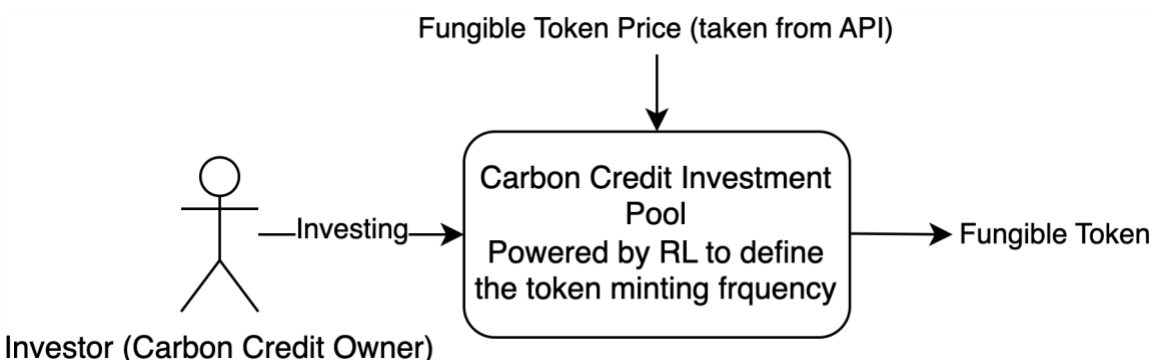 Fungible Token Price (taken from API)
Carbon Credit Investment
Pool
Powered by RL to define
the token minting frquency
Investing
Fungible Token
Investor (Carbon Credit Owner)